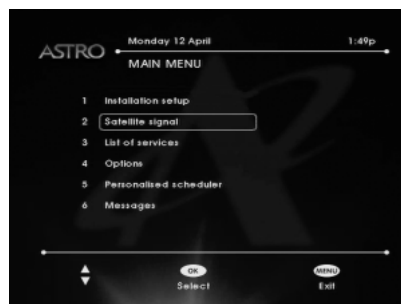 ASTRO
Monday 12 April 1:49p
MAIN MENU
1 Installation setup
2 Satellite signal
3 List of services
4 Options
5 Personalised scheduler
6 Messages
OK MENU
Select Exit